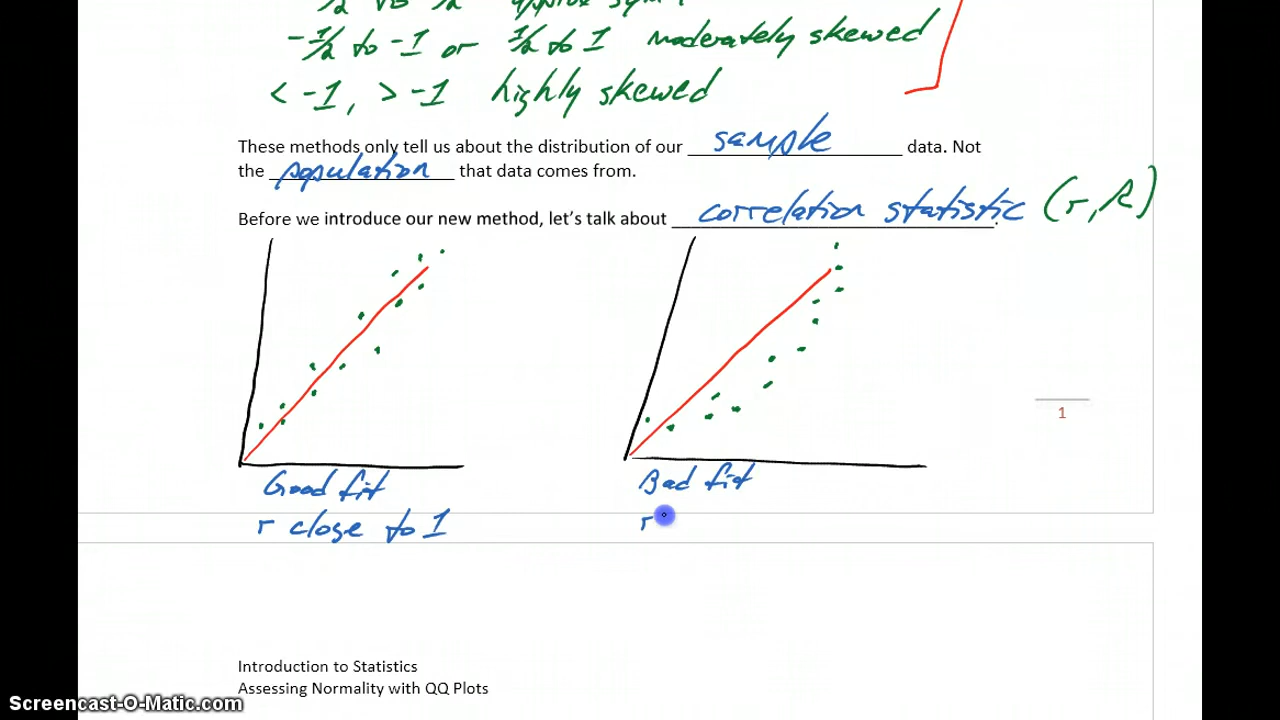 -1/2 to -1 or 1/2 to 1 moderately skewed
< -1, > -1 highly skewed
These methods only tell us about the distribution of our sample data. Not
the population that data comes from.
Before we introduce our new method, let's talk about correlation statistic (r, R).
1
Good fit Bad fit
r close to 1 r
Introduction to Statistics
Assessing Normality with QQ Plots
Screencast-O-Matic.com